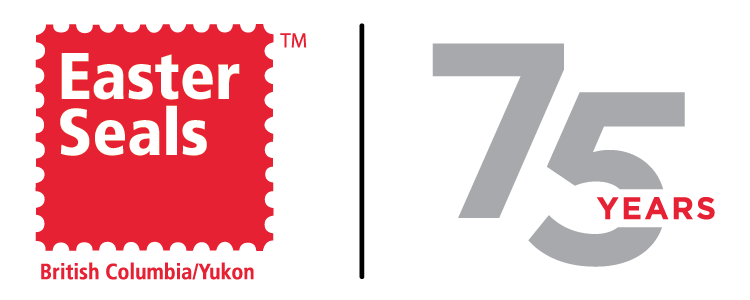 Easter
Seals
TM
British Columbia/Yukon
75
YEARS